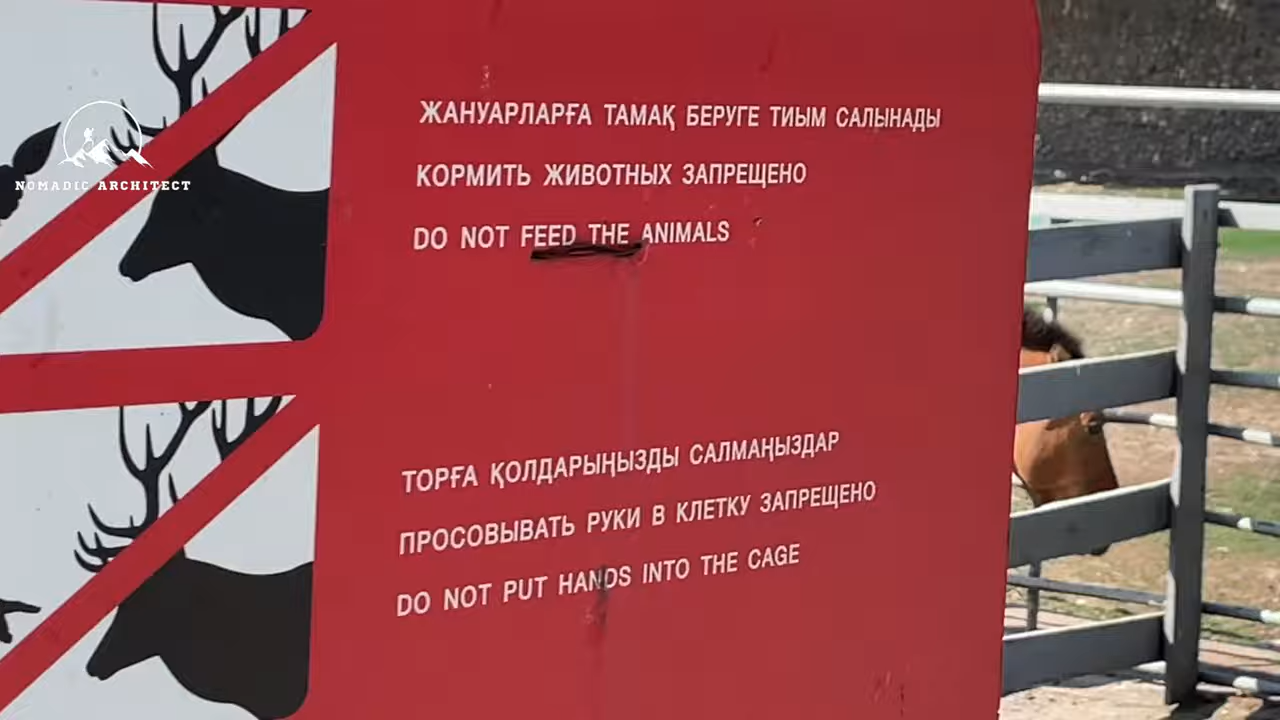 NOMADIC ARCHITECT
ЖАНУАРЛАРҒА ТАМАҚ БЕРУГЕ ТИЫМ САЛЫНАДЫ
КОРМИТЬ ЖИВОТНЫХ ЗАПРЕЩЕНО
DO NOT FEED THE ANIMALS
ТОРҒА ҚОЛДАРЫҢЫЗДЫ САЛМАҢЫЗДАР
ПРОСОВЫВАТЬ РУКИ В КЛЕТКУ ЗАПРЕЩЕНО
DO NOT PUT HANDS INTO THE CAGE